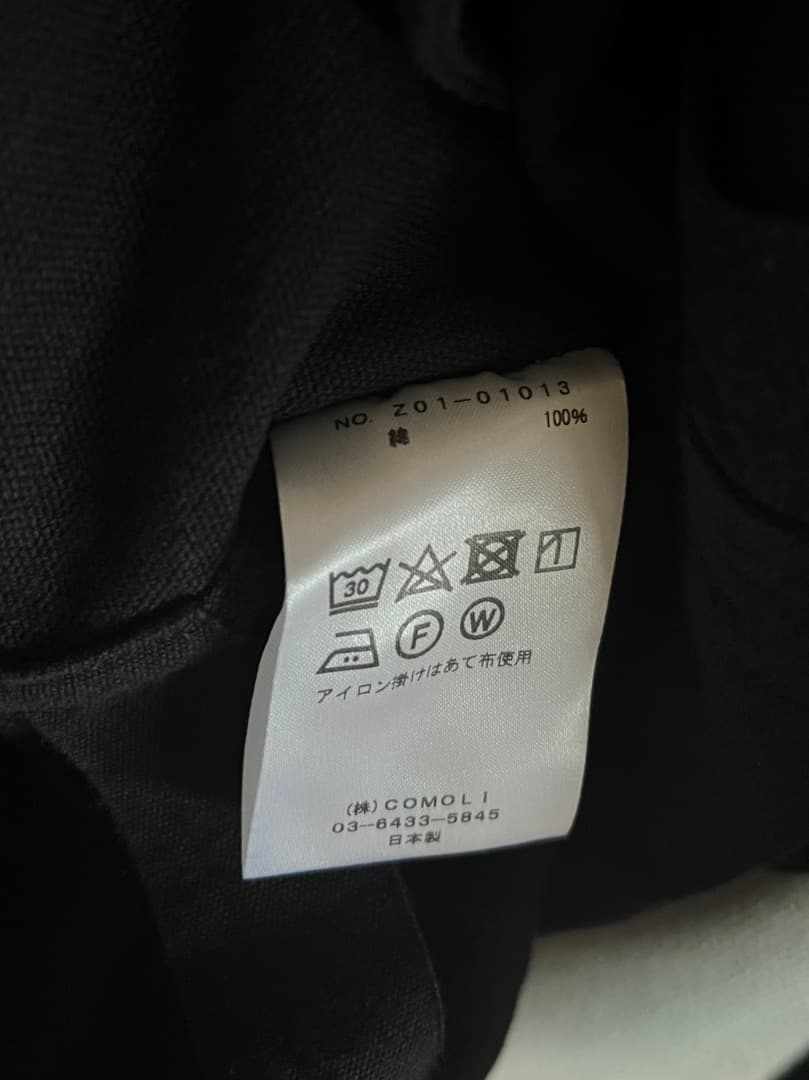 NO. Z01-01013
綿 100%
30
F W
アイロン掛けはあて布使用
(株)COMOLI
03-6433-5845
日本製